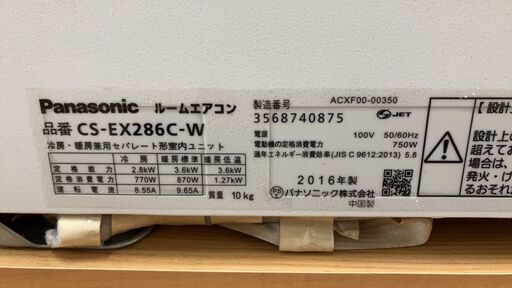 Panasonic ルームエアコン
品番 CS-EX286C-W
冷房・暖房兼用セパレート形室内ユニット
冷房 暖房標準 暖房低温
定格能力 2.8kW 3.6kW 3.6kW
定格消費電力 770W 870W 1.27kW
運転電流 8.55A 9.65A
質量 10kg
ACXF00-00350
製造番号
3568740875
S JET
電源 100V 50/60Hz
電動機の定格消費電力 750W
通年エネルギー消費効率(JIS C 9612:2013) 5.8
2016年製
パナソニック株式会社
中国製
【設計上
設計上の
超えてお
場合は、
発火・け
るおそれ